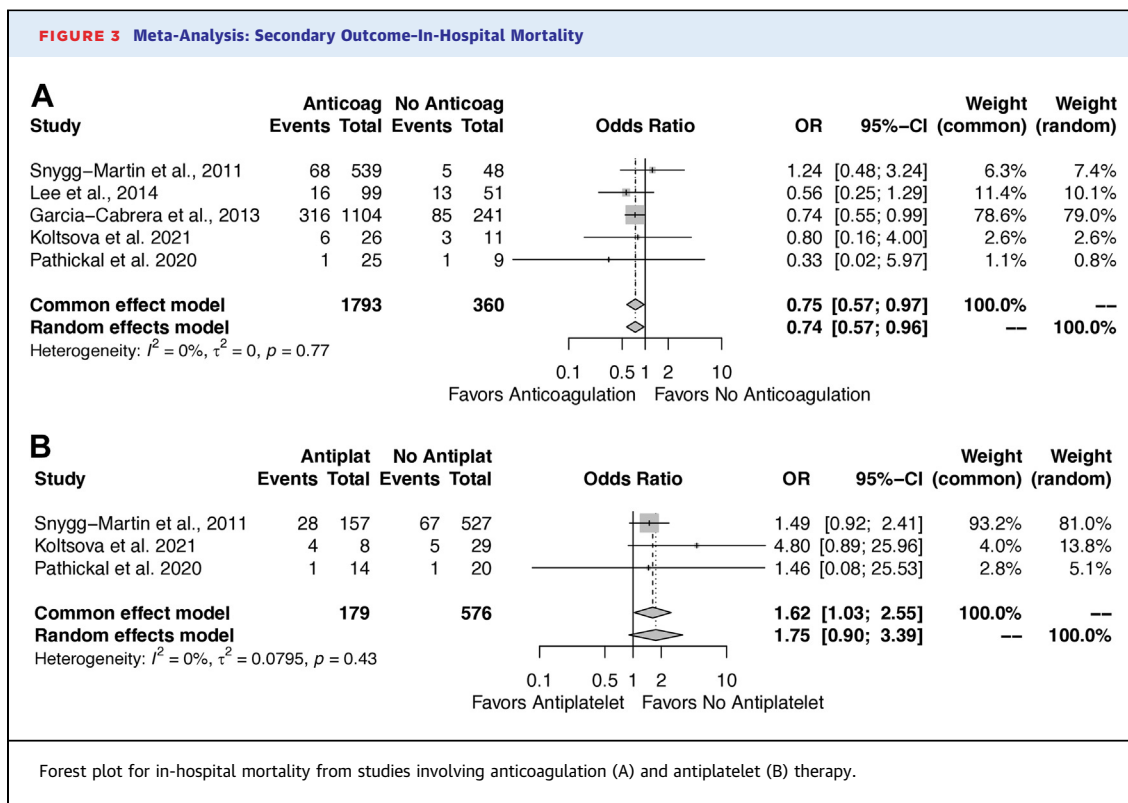 FIGURE 3 Meta-Analysis: Secondary Outcome–In-Hospital Mortality
A
Anticoag No Anticoag Weight Weight
Study Events Total Events Total Odds Ratio OR 95%−CI (common) (random)
Snygg−Martin et al., 2011 68 539 5 48 1.24 [0.48; 3.24] 6.3% 7.4%
Lee et al., 2014 16 99 13 51 0.56 [0.25; 1.29] 11.4% 10.1%
Garcia−Cabrera et al., 2013 316 1104 85 241 0.74 [0.55; 0.99] 78.6% 79.0%
Koltsova et al. 2021 6 26 3 11 0.80 [0.16; 4.00] 2.6% 2.6%
Pathickal et al. 2020 1 25 1 9 0.33 [0.02; 5.97] 1.1% 0.8%
Common effect model 1793 360 0.75 [0.57; 0.97] 100.0% −−
Random effects model 0.74 [0.57; 0.96] −− 100.0%
Heterogeneity: I² = 0%, τ² = 0, p = 0.77
0.1 0.5 1 2 10
Favors Anticoagulation Favors No Anticoagulation
B
Antiplat No Antiplat Weight Weight
Study Events Total Events Total Odds Ratio OR 95%−CI (common) (random)
Snygg−Martin et al., 2011 28 157 67 527 1.49 [0.92; 2.41] 93.2% 81.0%
Koltsova et al. 2021 4 8 5 29 4.80 [0.89; 25.96] 4.0% 13.8%
Pathickal et al. 2020 1 14 1 20 1.46 [0.08; 25.53] 2.8% 5.1%
Common effect model 179 576 1.62 [1.03; 2.55] 100.0% −−
Random effects model 1.75 [0.90; 3.39] −− 100.0%
Heterogeneity: I² = 0%, τ² = 0.0795, p = 0.43
0.1 0.5 1 2 10
Favors Antiplatelet Favors No Antiplatelet
Forest plot for in-hospital mortality from studies involving anticoagulation (A) and antiplatelet (B) therapy.